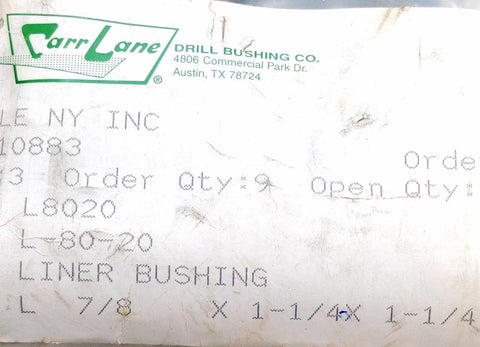 Carr Lane ®
DRILL BUSHING CO.
4806 Commercial Park Dr.
Austin, TX 78724
LE NY INC
10883
Orde
3 Order Qty:9 Open Qty:
L8020
L-80-20
LINER BUSHING
L 7/8 X 1-1/4X 1-1/4